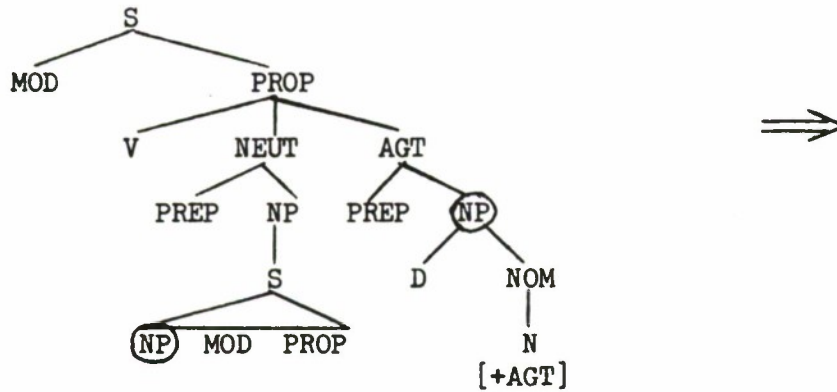 S
MOD PROP
V NEUT AGT
PREP NP PREP NP
S D NOM
NP MOD PROP N
[+AGT]